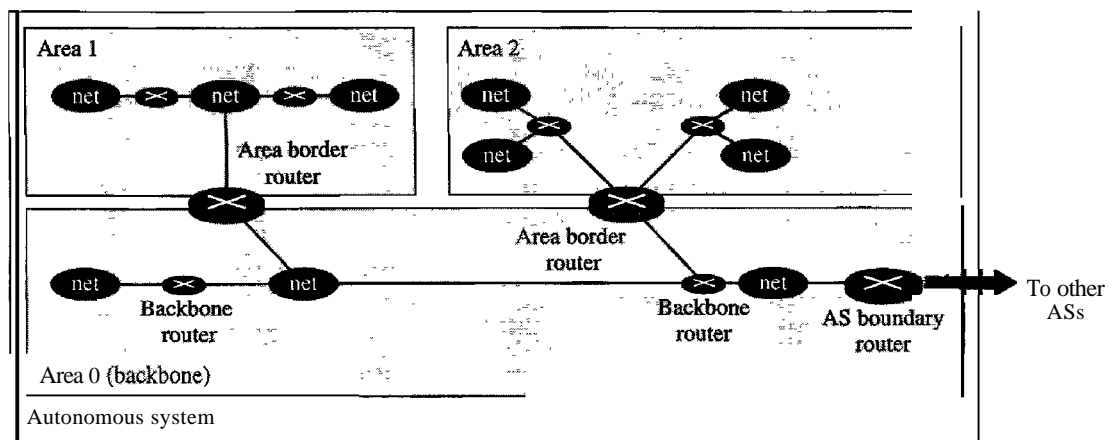 Area 1
Area 2
net
net
net
net
net
net
net
Area border
router
Area border
router
net
net
net
Backbone
router
Backbone
router
AS boundary
router
To other
ASs
Area 0 (backbone)
Autonomous system